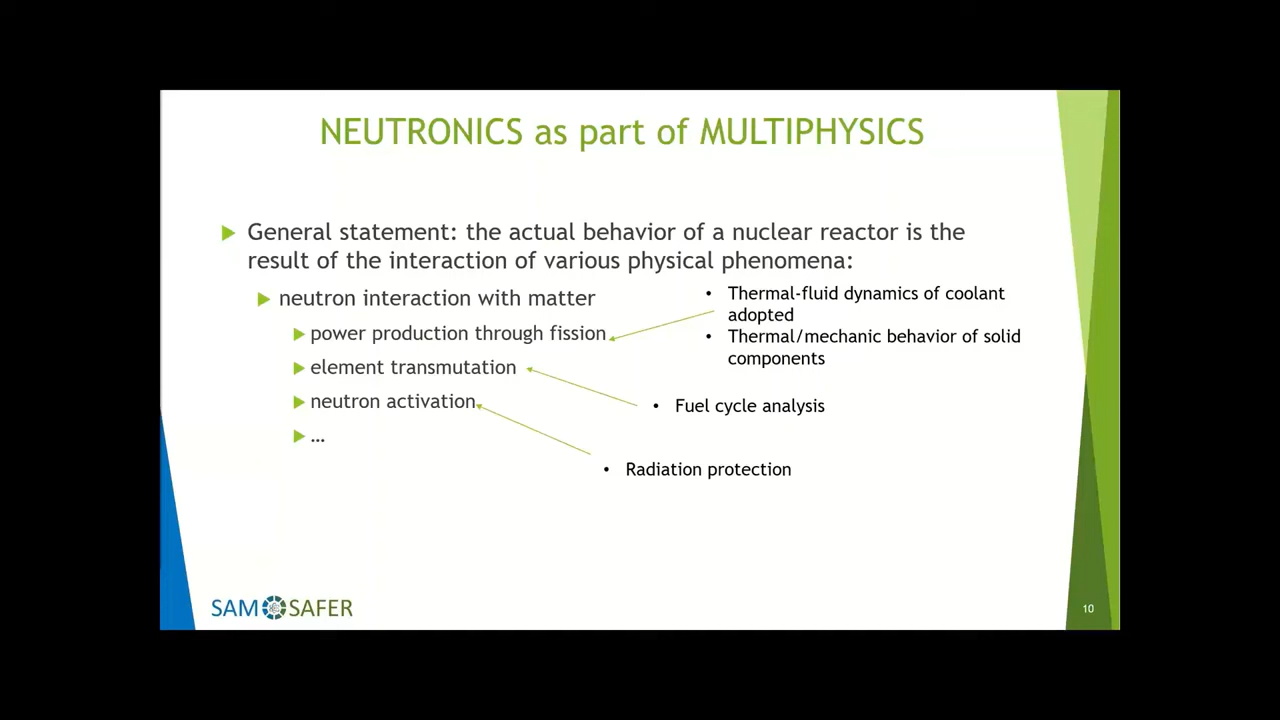 NEUTRONICS as part of MULTIPHYSICS
General statement: the actual behavior of a nuclear reactor is the
result of the interaction of various physical phenomena:
neutron interaction with matter
power production through fission
element transmutation
neutron activation
…
• Thermal-fluid dynamics of coolant
adopted
• Thermal/mechanic behavior of solid
components
• Fuel cycle analysis
• Radiation protection
SAM SAFER
10